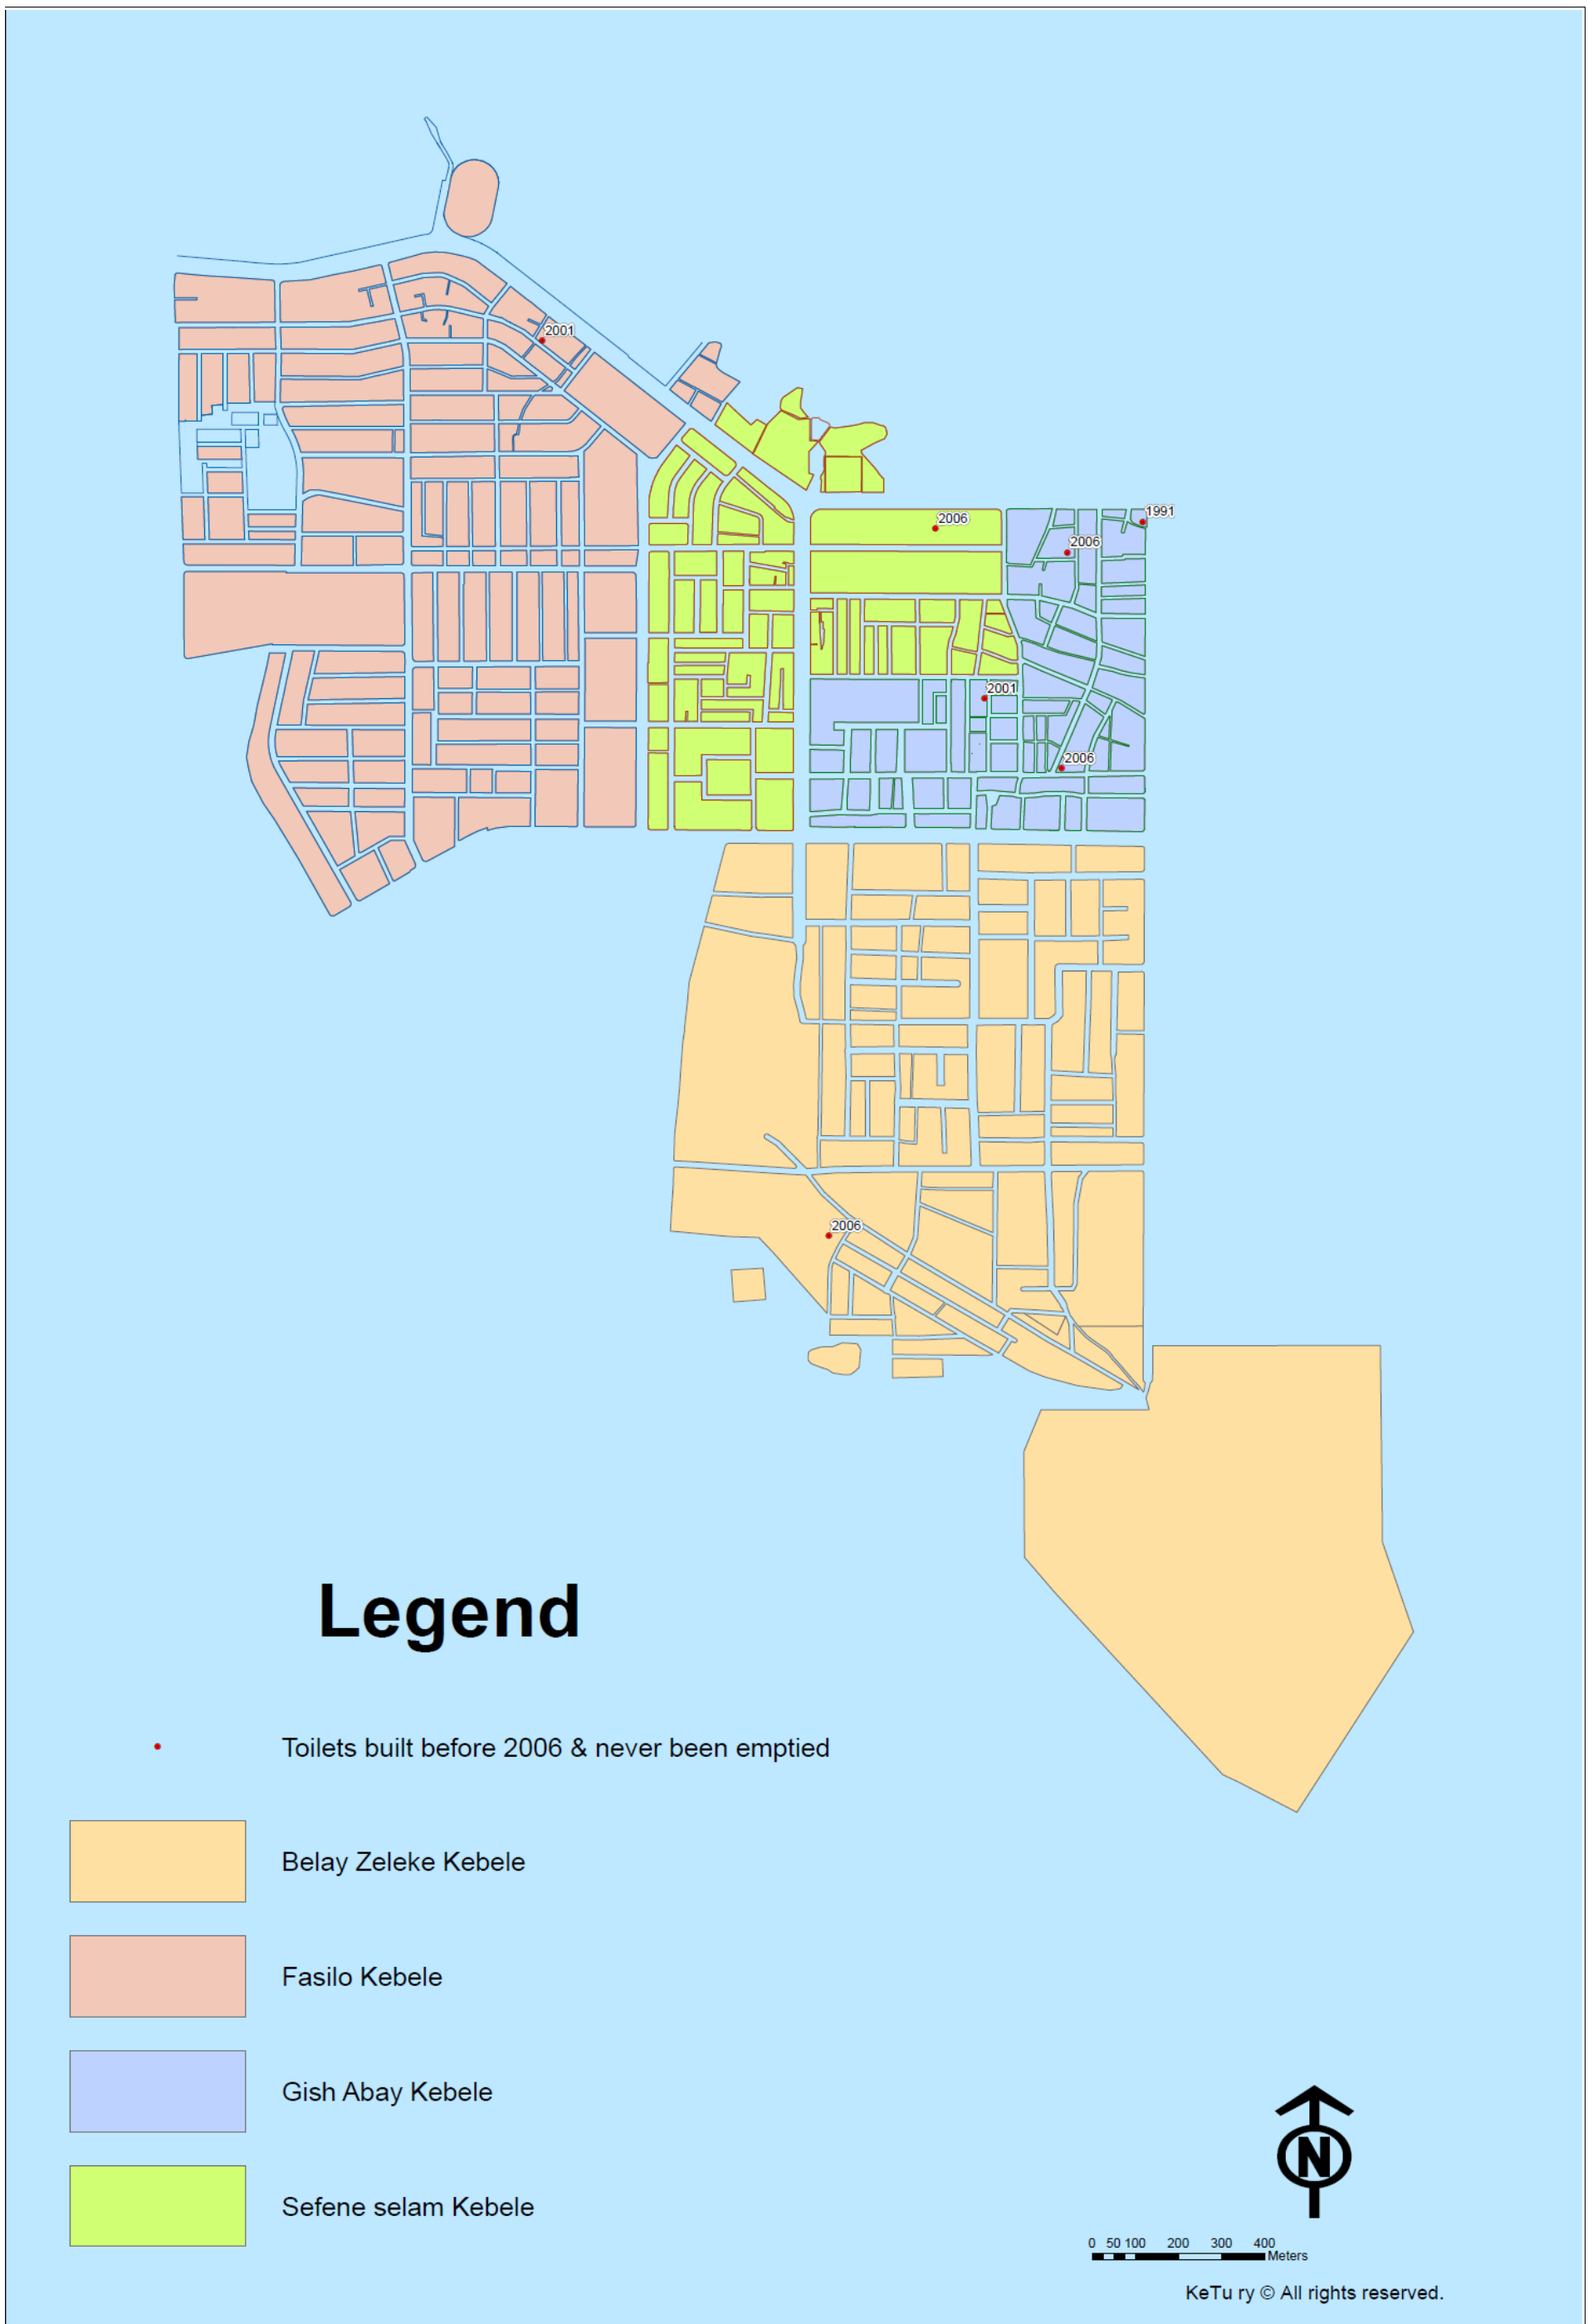 2001
2006
1991
2006
2001
2006
2006
Legend
Toilets built before 2006 & never been emptied
Belay Zeleke Kebele
Fasilo Kebele
Gish Abay Kebele
Sefene selam Kebele
N
0 50 100 200 300 400
Meters
KeTu ry © All rights reserved.